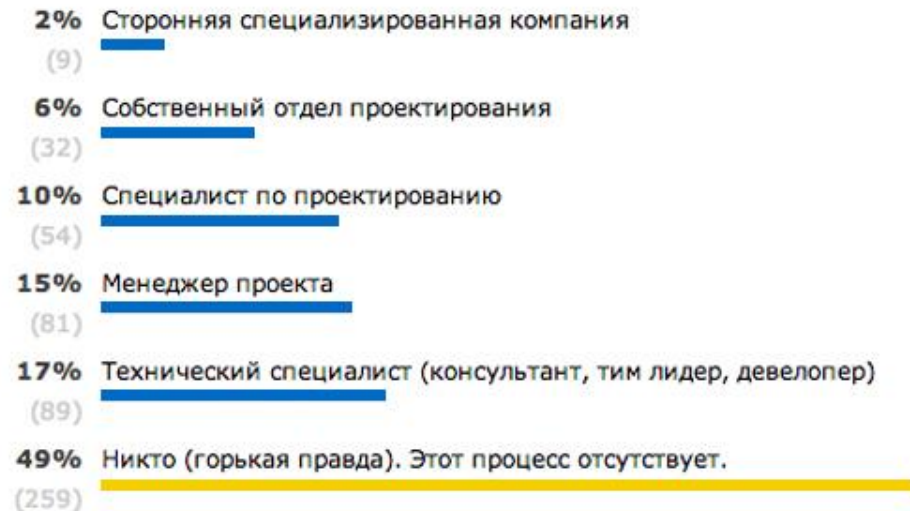 2% Сторонняя специализированная компания
(9)
6% Собственный отдел проектирования
(32)
10% Специалист по проектированию
(54)
15% Менеджер проекта
(81)
17% Технический специалист (консультант, тим лидер, девелопер)
(89)
49% Никто (горькая правда). Этот процесс отсутствует.
(259)